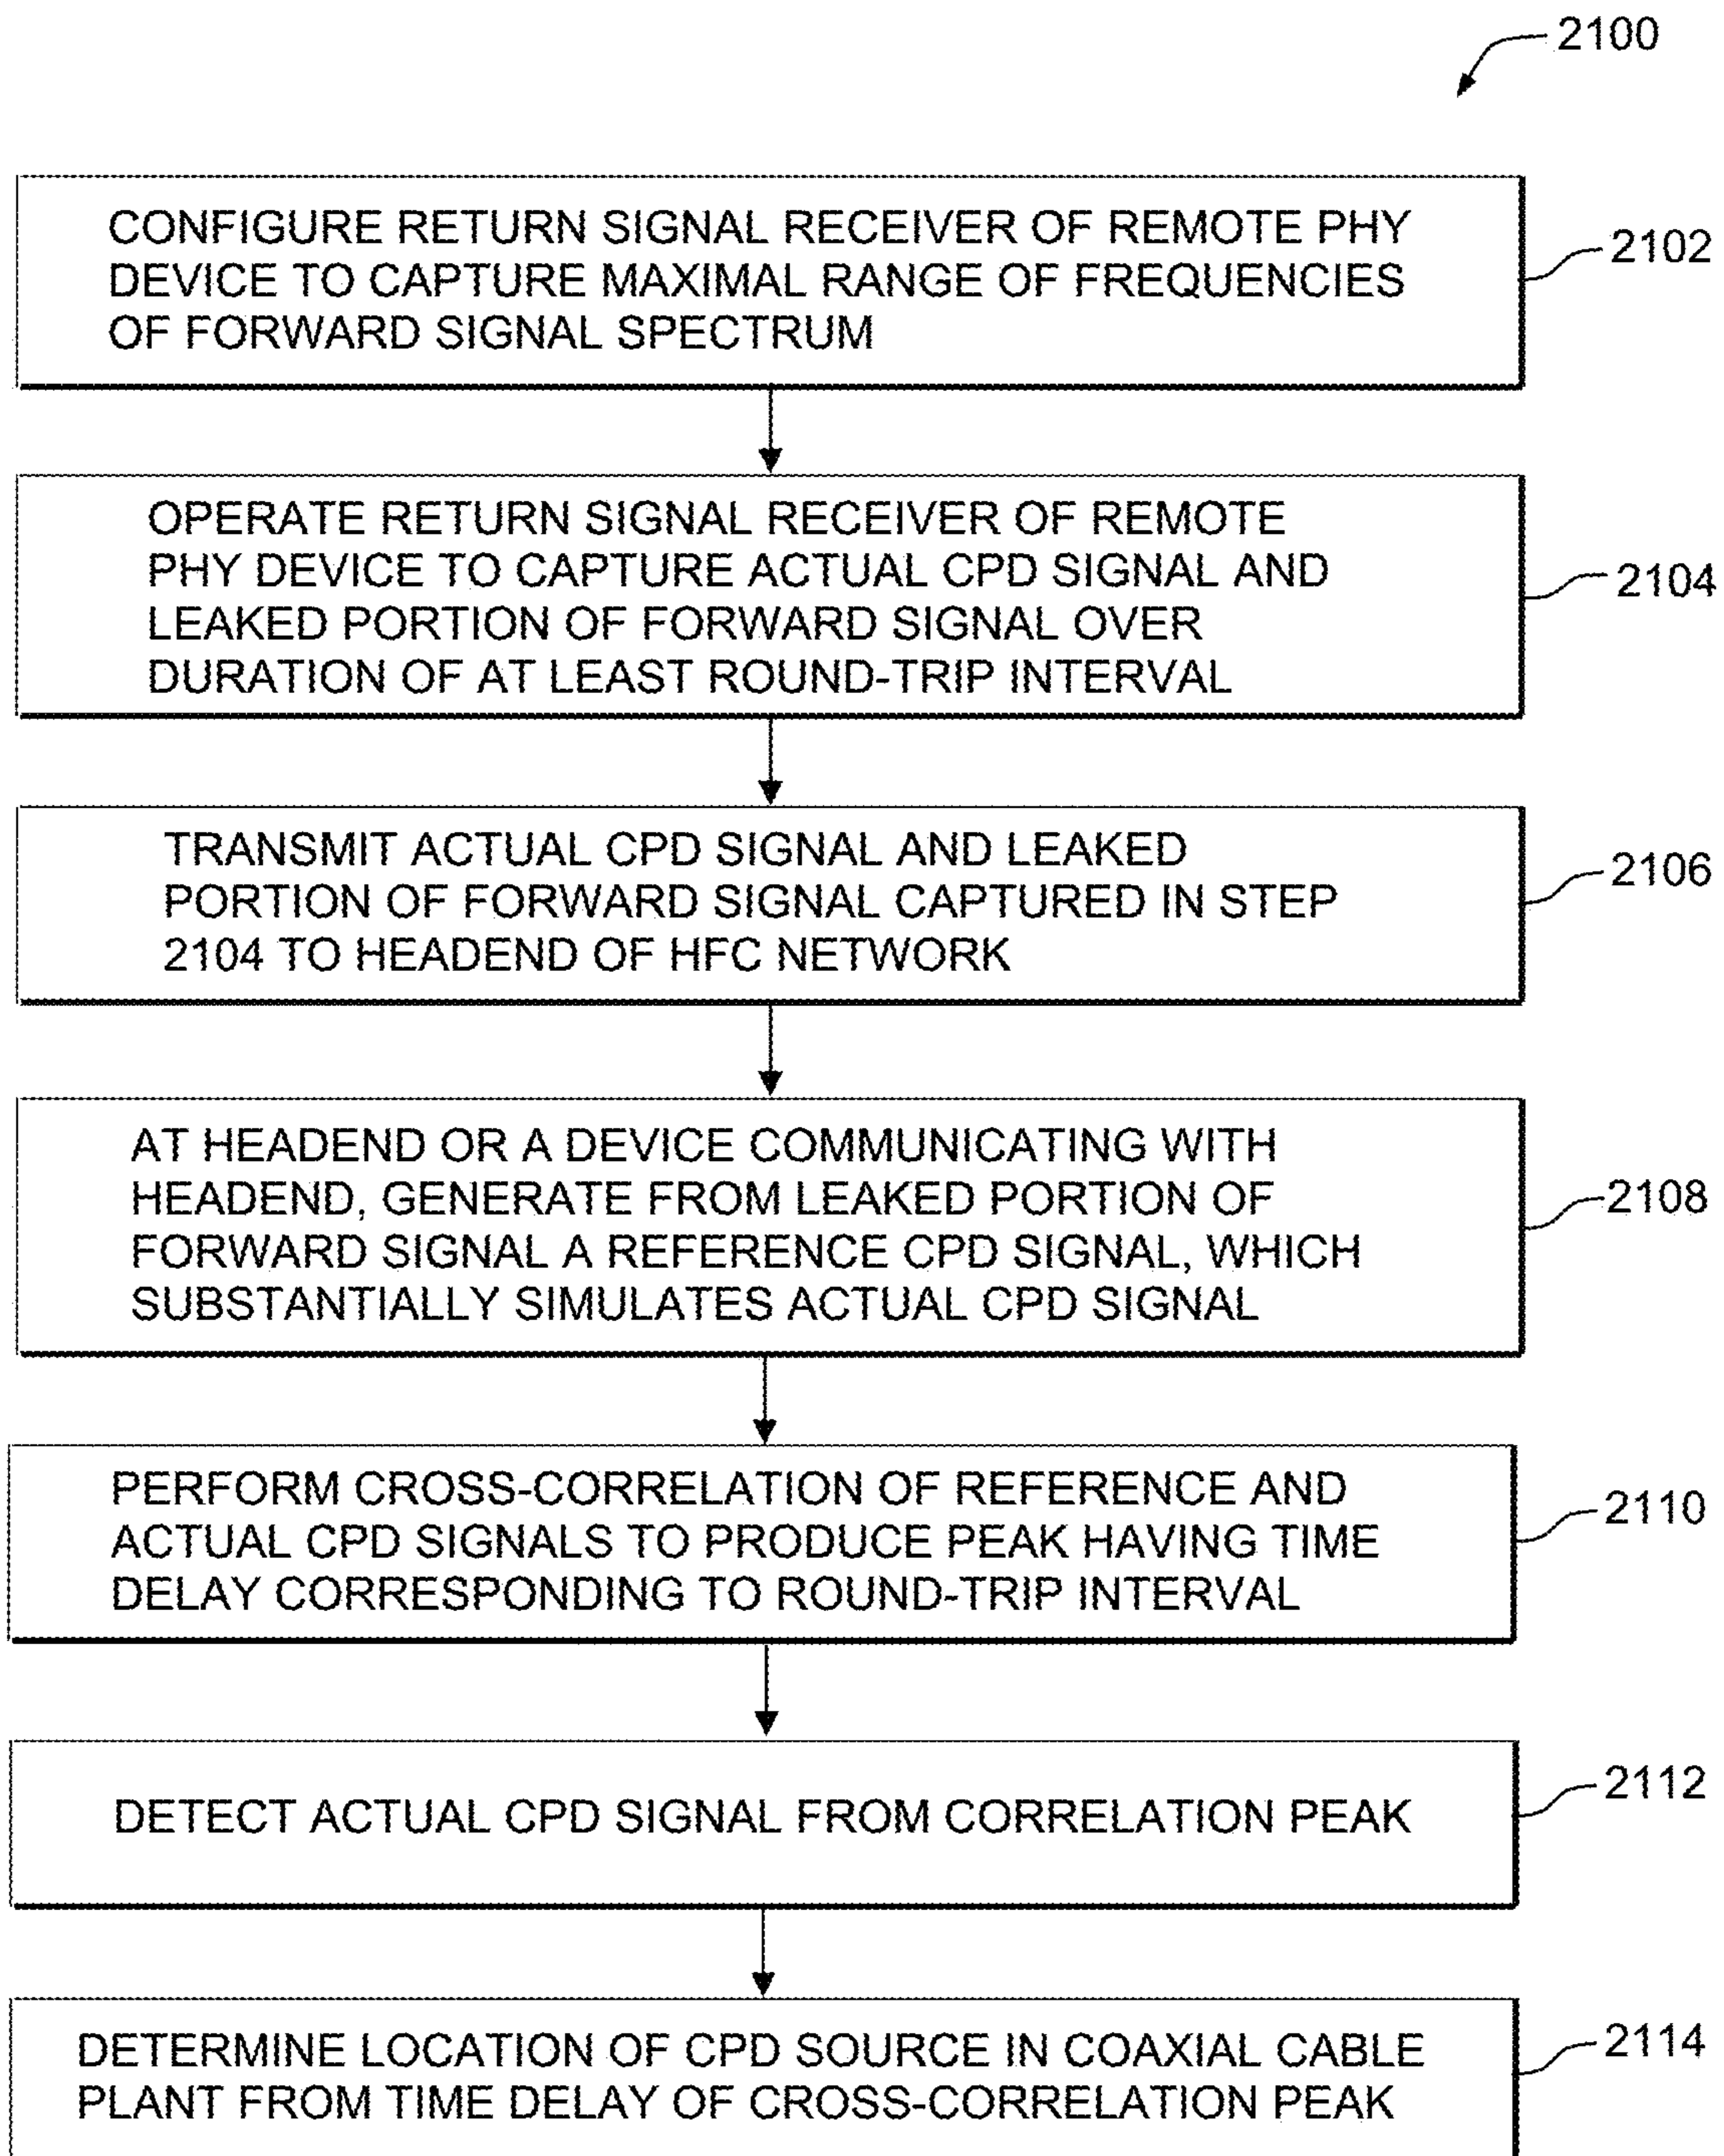 2100
CONFIGURE RETURN SIGNAL RECEIVER OF REMOTE PHY
DEVICE TO CAPTURE MAXIMAL RANGE OF FREQUENCIES
OF FORWARD SIGNAL SPECTRUM
2102
OPERATE RETURN SIGNAL RECEIVER OF REMOTE
PHY DEVICE TO CAPTURE ACTUAL CPD SIGNAL AND
LEAKED PORTION OF FORWARD SIGNAL OVER
DURATION OF AT LEAST ROUND-TRIP INTERVAL
2104
TRANSMIT ACTUAL CPD SIGNAL AND LEAKED
PORTION OF FORWARD SIGNAL CAPTURED IN STEP
2104 TO HEADEND OF HFC NETWORK
2106
AT HEADEND OR A DEVICE COMMUNICATING WITH
HEADEND, GENERATE FROM LEAKED PORTION OF
FORWARD SIGNAL A REFERENCE CPD SIGNAL, WHICH
SUBSTANTIALLY SIMULATES ACTUAL CPD SIGNAL
2108
PERFORM CROSS-CORRELATION OF REFERENCE AND
ACTUAL CPD SIGNALS TO PRODUCE PEAK HAVING TIME
DELAY CORRESPONDING TO ROUND-TRIP INTERVAL
2110
DETECT ACTUAL CPD SIGNAL FROM CORRELATION PEAK
2112
DETERMINE LOCATION OF CPD SOURCE IN COAXIAL CABLE
PLANT FROM TIME DELAY OF CROSS-CORRELATION PEAK
2114